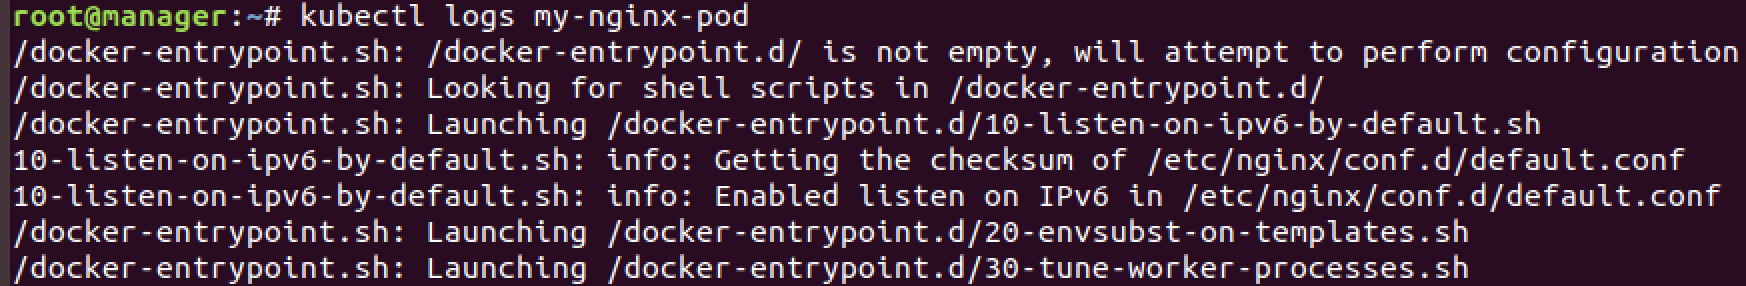 root@manager:~# kubectl logs my-nginx-pod
/docker-entrypoint.sh: /docker-entrypoint.d/ is not empty, will attempt to perform configuration
/docker-entrypoint.sh: Looking for shell scripts in /docker-entrypoint.d/
/docker-entrypoint.sh: Launching /docker-entrypoint.d/10-listen-on-ipv6-by-default.sh
10-listen-on-ipv6-by-default.sh: info: Getting the checksum of /etc/nginx/conf.d/default.conf
10-listen-on-ipv6-by-default.sh: info: Enabled listen on IPv6 in /etc/nginx/conf.d/default.conf
/docker-entrypoint.sh: Launching /docker-entrypoint.d/20-envsubst-on-templates.sh
/docker-entrypoint.sh: Launching /docker-entrypoint.d/30-tune-worker-processes.sh